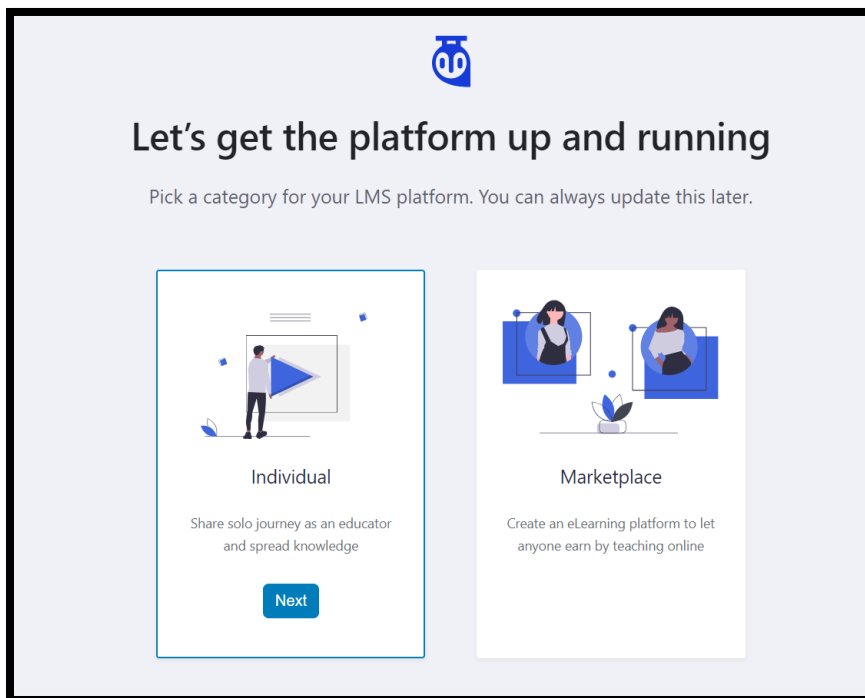 Let’s get the platform up and running
Pick a category for your LMS platform. You can always update this later.
Individual
Share solo journey as an educator
and spread knowledge
Next
Marketplace
Create an eLearning platform to let
anyone earn by teaching online